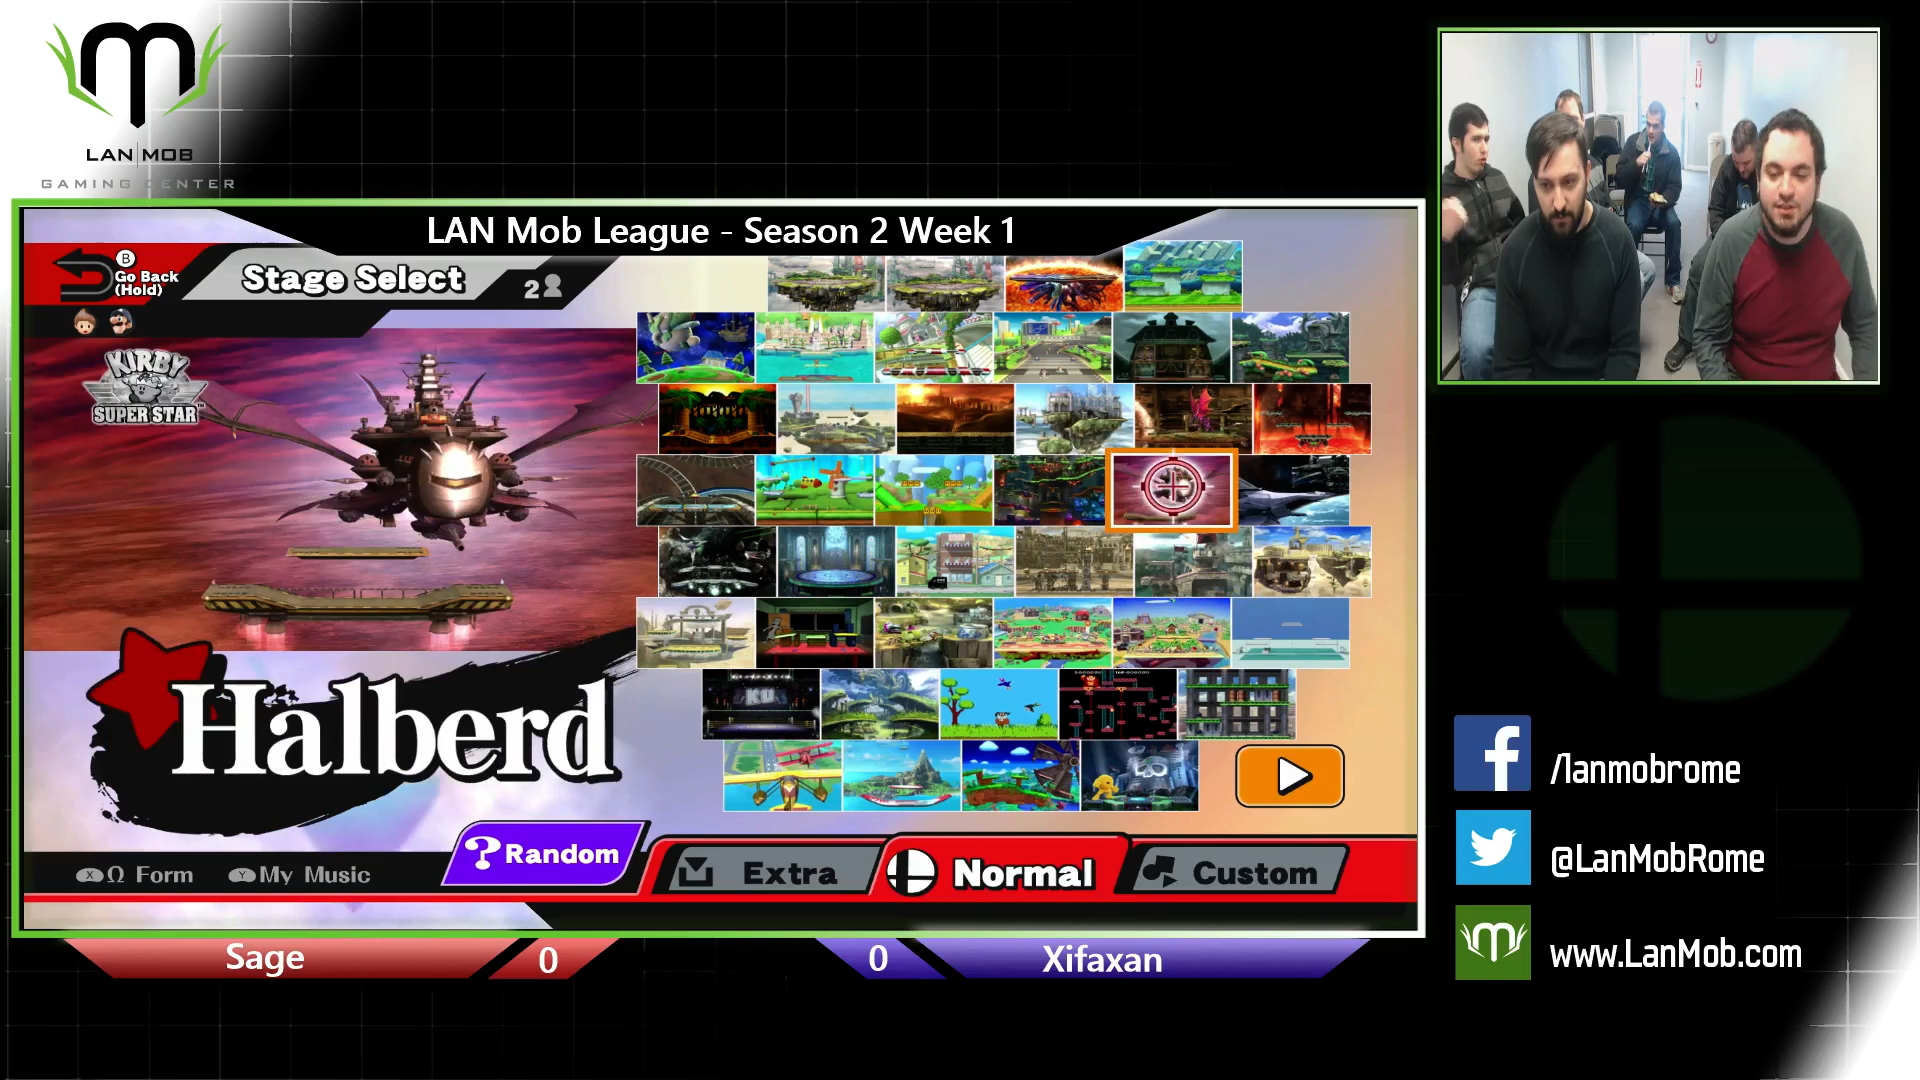 LAN MOB
GAMING CENTER
LAN Mob League - Season 2 Week 1
B
Go Back
(Hold)
Stage Select
2
KIRBY
SUPER STAR
Halberd
X Ω Form
Y My Music
? Random
Extra
Normal
Custom
Sage
0
0
Xifaxan
/lanmobrome
@LanMobRome
www.LanMob.com